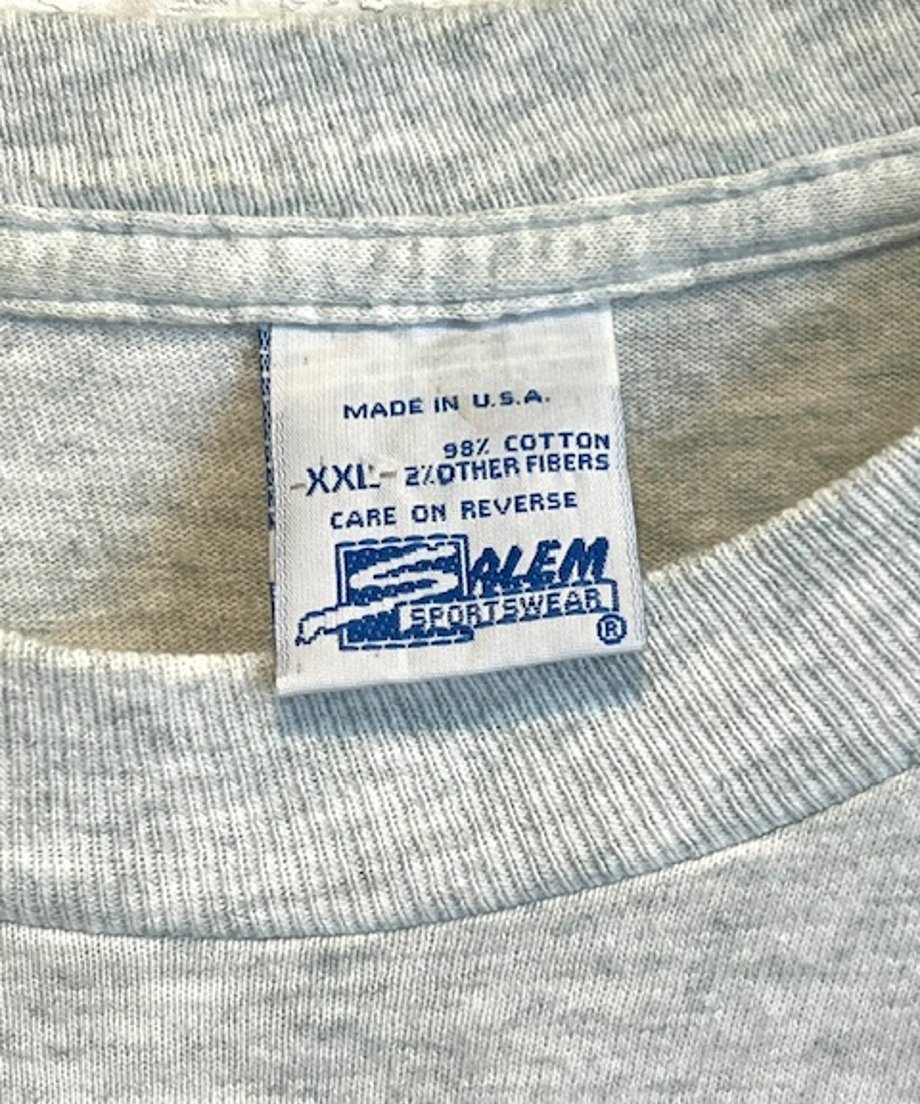 MADE IN U.S.A.
98% COTTON
-XXL- 2%OTHER FIBERS
CARE ON REVERSE
SALEM
SPORTSWEAR
®